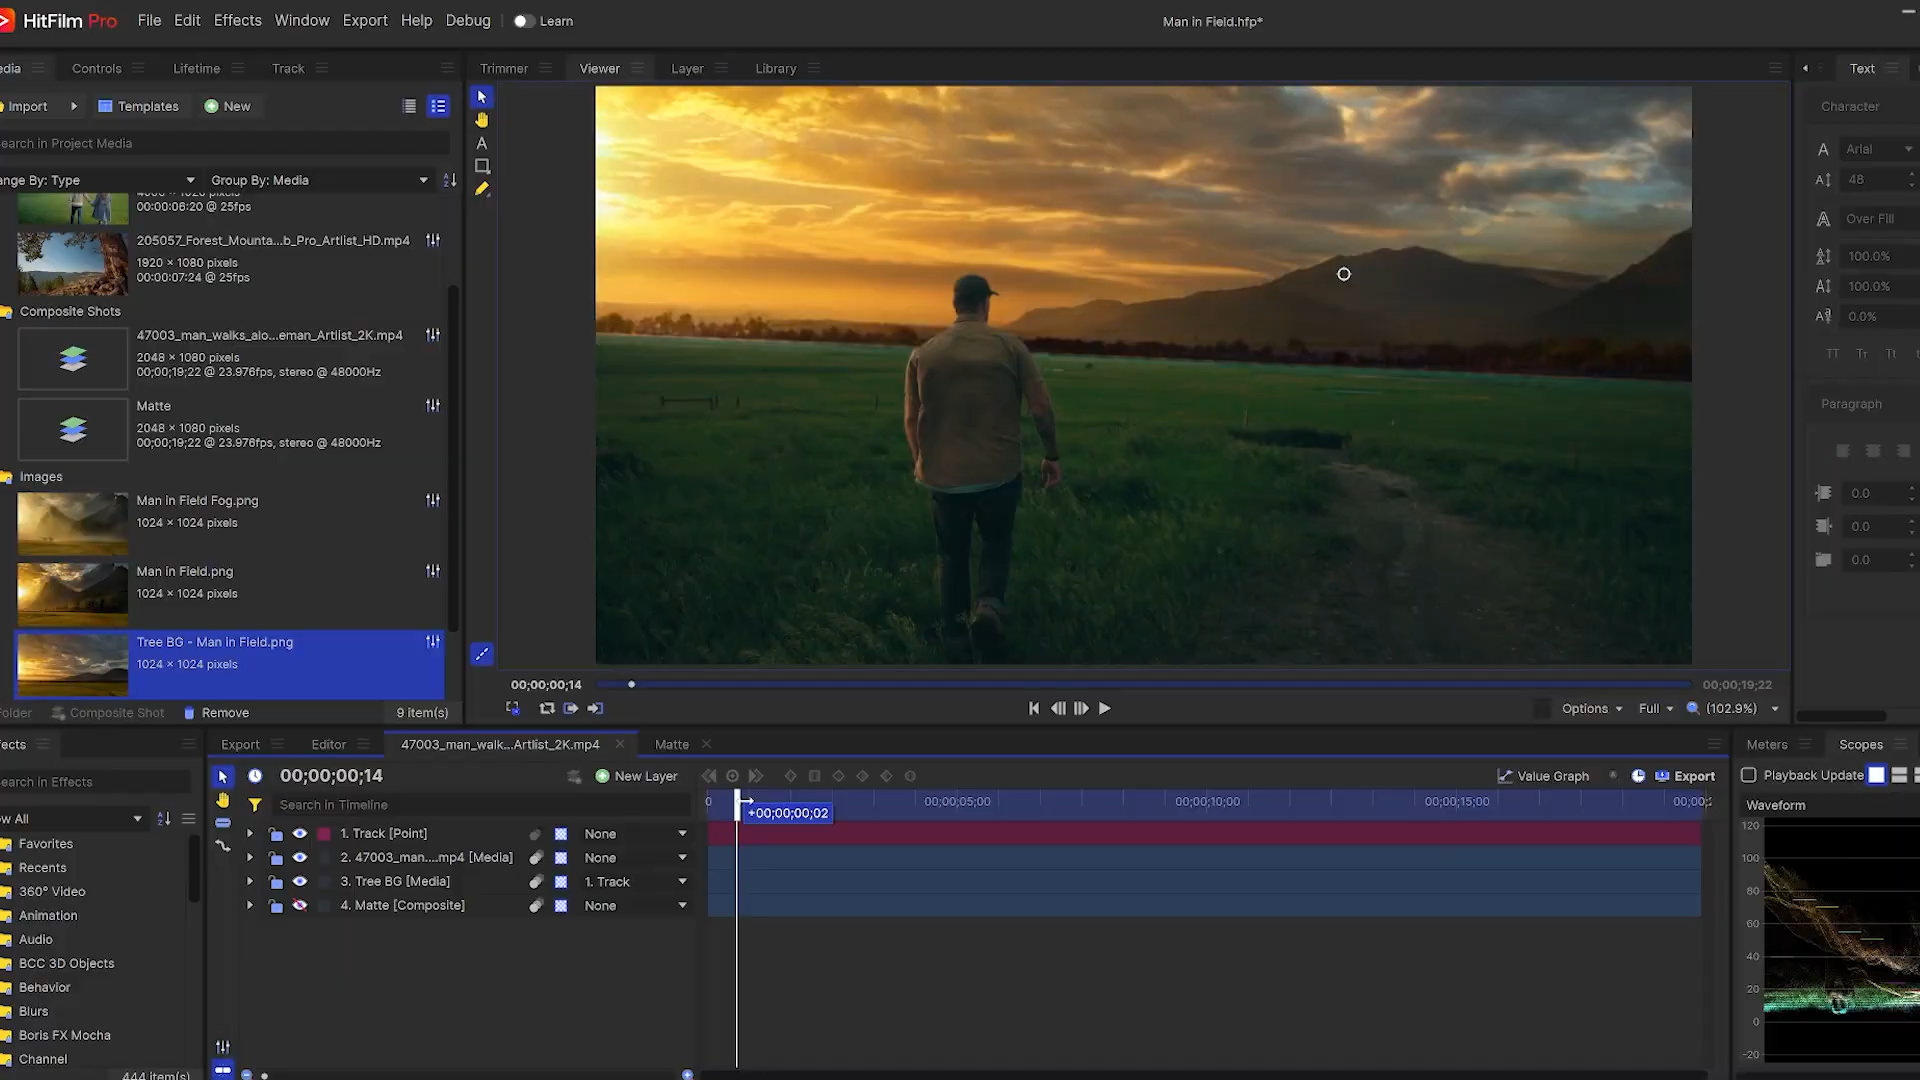 HitFilm Pro File Edit Effects Window Export Help Debug Learn Man in Field.hfp*
edia Controls Lifetime Track
Trimmer Viewer Layer Library
Text
Import Templates New
Character
Search in Project Media
A Arial
ange By: Type Group By: Media
48
00:00:06:20 @ 25fps
Over Fill
205057_Forest_Mounta...b_Pro_Artlist_HD.mp4
1920 × 1080 pixels
00:00:07:24 @ 25fps
100.0%
100.0%
0.0%
Composite Shots
47003_man_walks_alo...eman_Artlist_2K.mp4
2048 × 1080 pixels
00;00;19;22 @ 23.976fps, stereo @ 48000Hz
TT Tr Tt
Matte
2048 × 1080 pixels
00;00;19;22 @ 23.976fps, stereo @ 48000Hz
Paragraph
Images
Man in Field Fog.png
1024 × 1024 pixels
0.0
0.0
0.0
Man in Field.png
1024 × 1024 pixels
Tree BG - Man in Field.png
1024 × 1024 pixels
00;00;00;14 00;00;19;22
Folder Composite Shot Remove 9 item(s)
Options Full (102.9%)
fects Export Editor 47003_man_walk...Artlist_2K.mp4 Matte
Meters Scopes
Search in Effects
00;00;00;14 New Layer Value Graph Export
Playback Update
Search in Timeline
0 00;00;05;00 00;00;10;00 00;00;15;00
+00;00;00;02
Waveform
ow All
1. Track [Point] None
2. 47003_man....mp4 [Media] None
3. Tree BG [Media] 1. Track
4. Matte [Composite] None
Favorites
Recents
360° Video
Animation
Audio
BCC 3D Objects
Behavior
Blurs
Boris FX Mocha
Channel
444 item(s)
120
100
80
60
40
20
0
-20